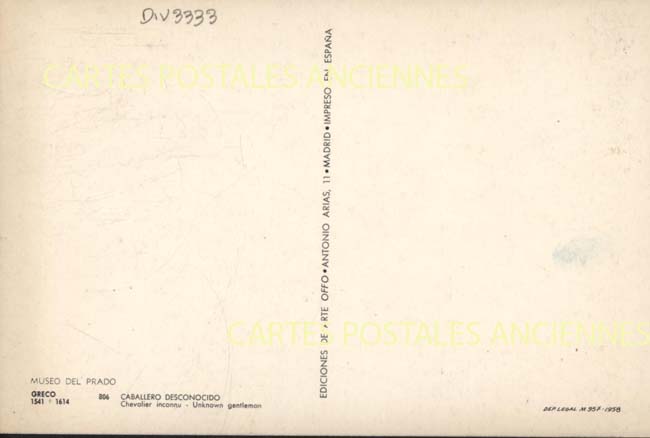 DIV3333
CARTES POSTALES ANCIENNES
EDICIONES DE ARTE OFFO • ANTONIO ARIAS, 11 • MADRID • IMPRESO EN ESPAÑA
CARTES POSTALES ANCIENNES
MUSEO DEL PRADO
GRECO
1541 1614
806 CABALLERO DESCONOCIDO
Chevalier inconnu - Unknown gentleman
DEP. LEGAL M 957-1958